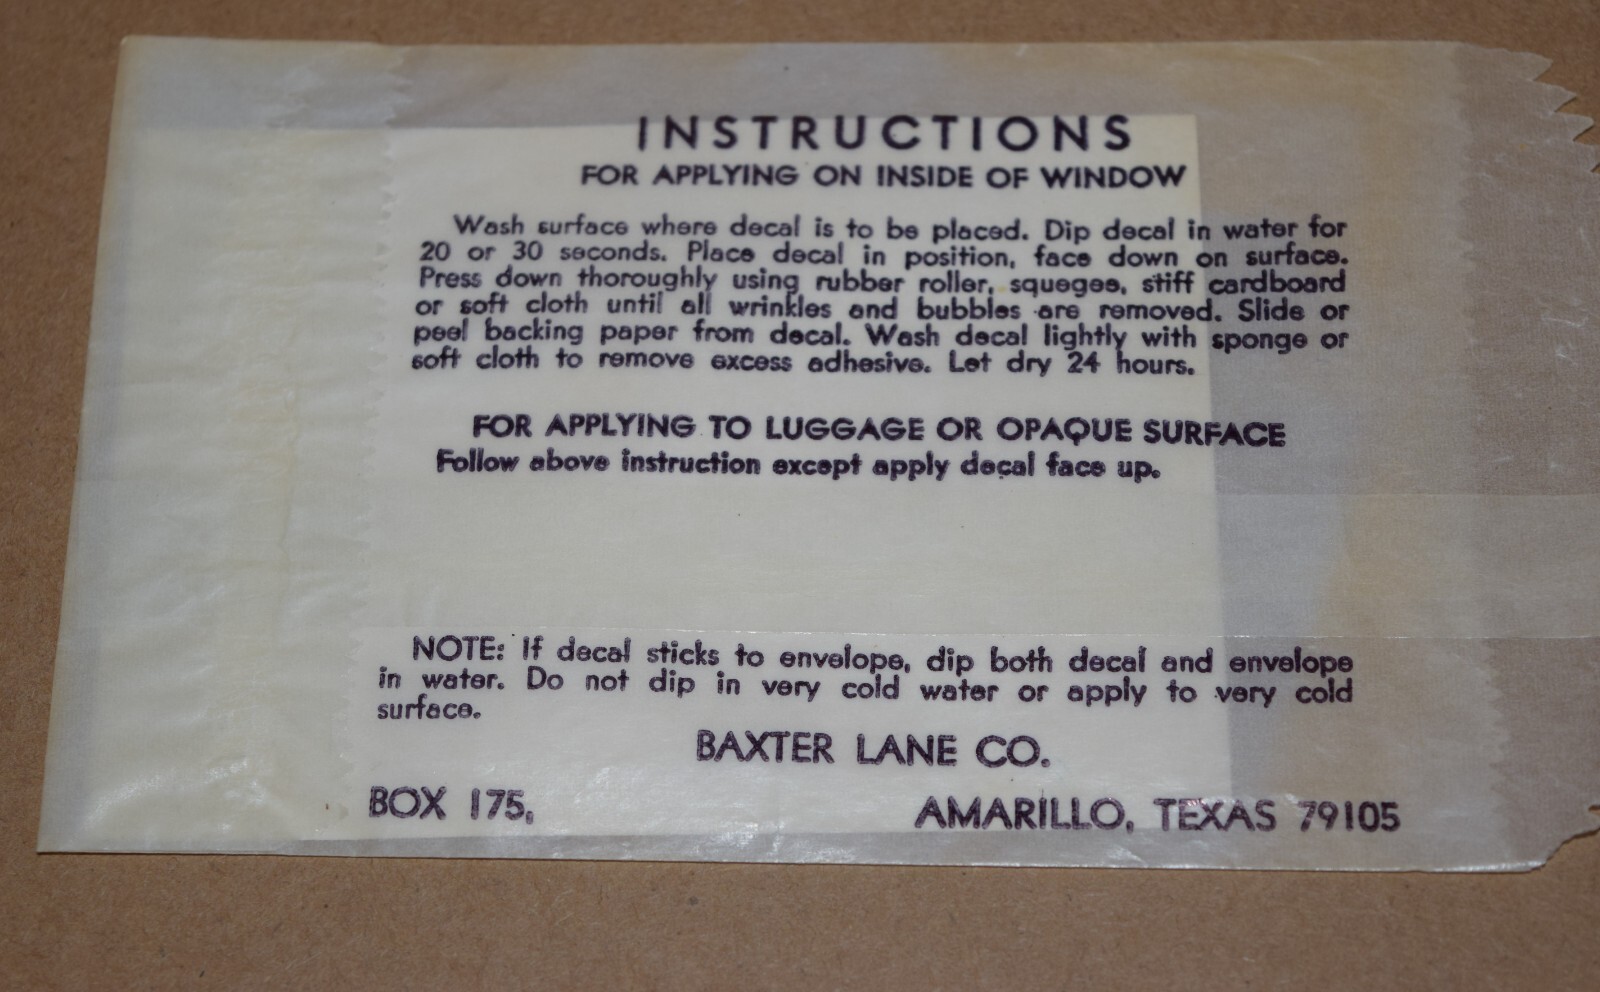 INSTRUCTIONS
FOR APPLYING ON INSIDE OF WINDOW
Wash surface where decal is to be placed. Dip decal in water for
20 or 30 seconds. Place decal in position, face down on surface.
Press down thoroughly using rubber roller, squegee, stiff cardboard
or soft cloth until all wrinkles and bubbles are removed. Slide or
peel backing paper from decal. Wash decal lightly with sponge or
soft cloth to remove excess adhesive. Let dry 24 hours.
FOR APPLYING TO LUGGAGE OR OPAQUE SURFACE
Follow above instruction except apply decal face up.
NOTE: If decal sticks to envelope, dip both decal and envelope
in water. Do not dip in very cold water or apply to very cold
surface.
BAXTER LANE CO.
BOX 175, AMARILLO, TEXAS 79105